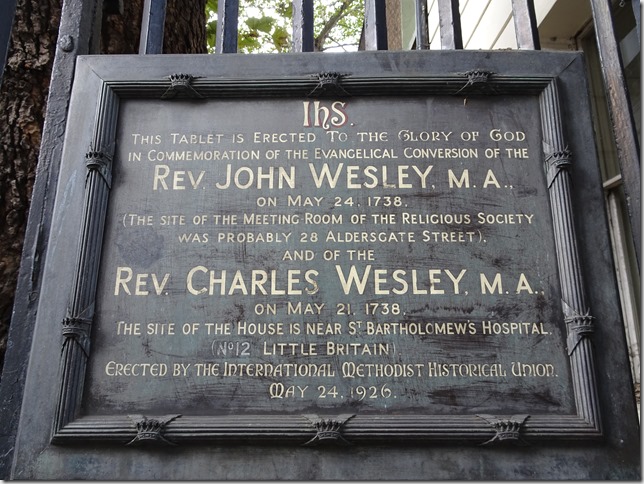 Ihs.
This Tablet is Erected To the Glory of God
in Commemoration of the Evangelical Conversion of the
Rev. John Wesley, M.A.,
on May 24, 1738.
(The site of the Meeting-Room of the Religious Society
was probably 28 Aldersgate Street),
and of the
Rev. Charles Wesley, M.A.,
on May 21, 1738.
The site of the House is near St Bartholomew's Hospital.
(No 12 Little Britain)
Erected by the International Methodist Historical Union.
May 24, 1926.